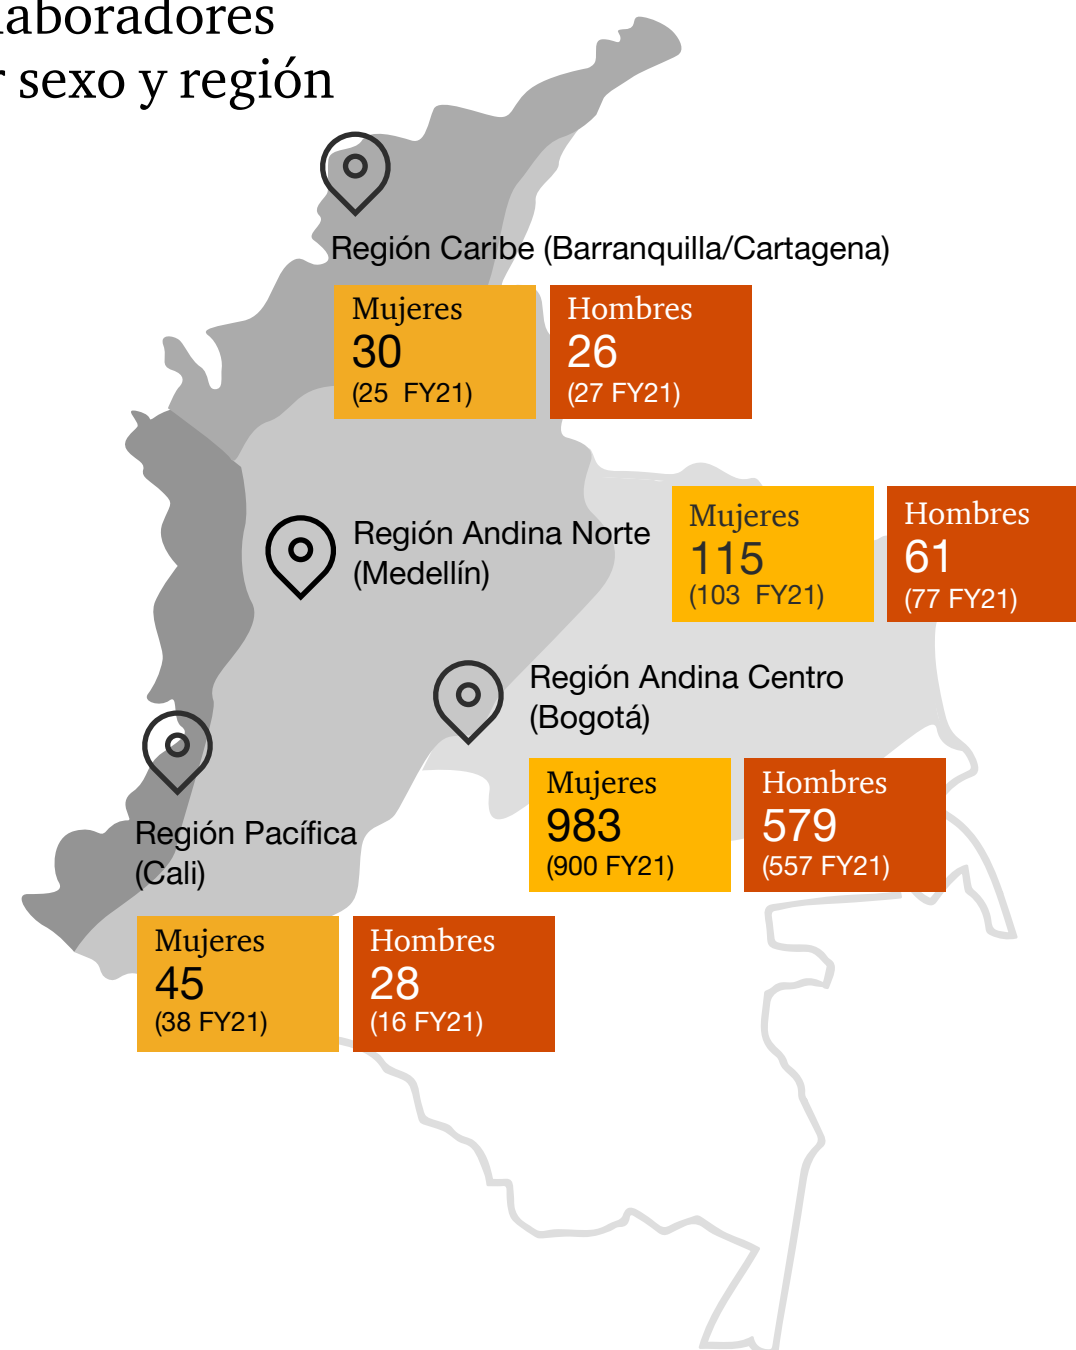 laboradores
r sexo y región
Región Caribe (Barranquilla/Cartagena)
Mujeres
30
(25 FY21)
Hombres
26
(27 FY21)
Región Andina Norte
(Medellín)
Mujeres
115
(103 FY21)
Hombres
61
(77 FY21)
Región Andina Centro
(Bogotá)
Mujeres
983
(900 FY21)
Hombres
579
(557 FY21)
Región Pacífica
(Cali)
Mujeres
45
(38 FY21)
Hombres
28
(16 FY21)